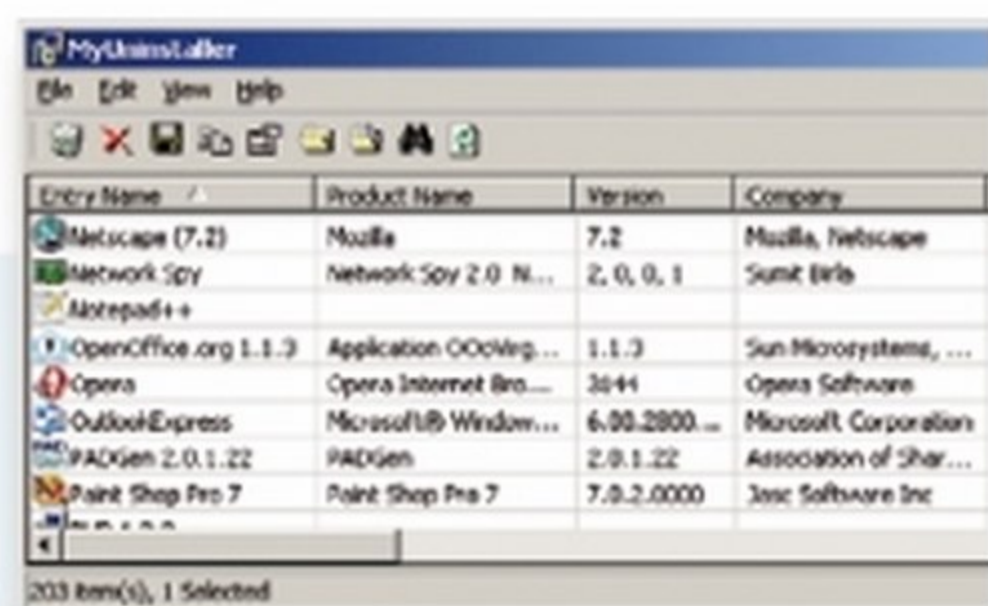 MyUninstaller
File Edit View Help
Entry Name Product Name Version Company
Netscape (7.2) Mozilla 7.2 Mozilla, Netscape
Network Spy Network Spy 2.0 N... 2, 0, 0, 1 Sumit Birla
Notepad++
OpenOffice.org 1.1.3 Application ... 1.1.3 Sun Microsystems, ...
Opera Opera Internet Bro... 3644 Opera Software
OutlookExpress Microsoft® Window... 6.00.2800.... Microsoft Corporation
PADGen 2.0.1.22 PADGen 2.0.1.22 Association of Shar...
Paint Shop Pro 7 Paint Shop Pro 7 7.0.2.0000 Jasc Software Inc
203 item(s), 1 Selected